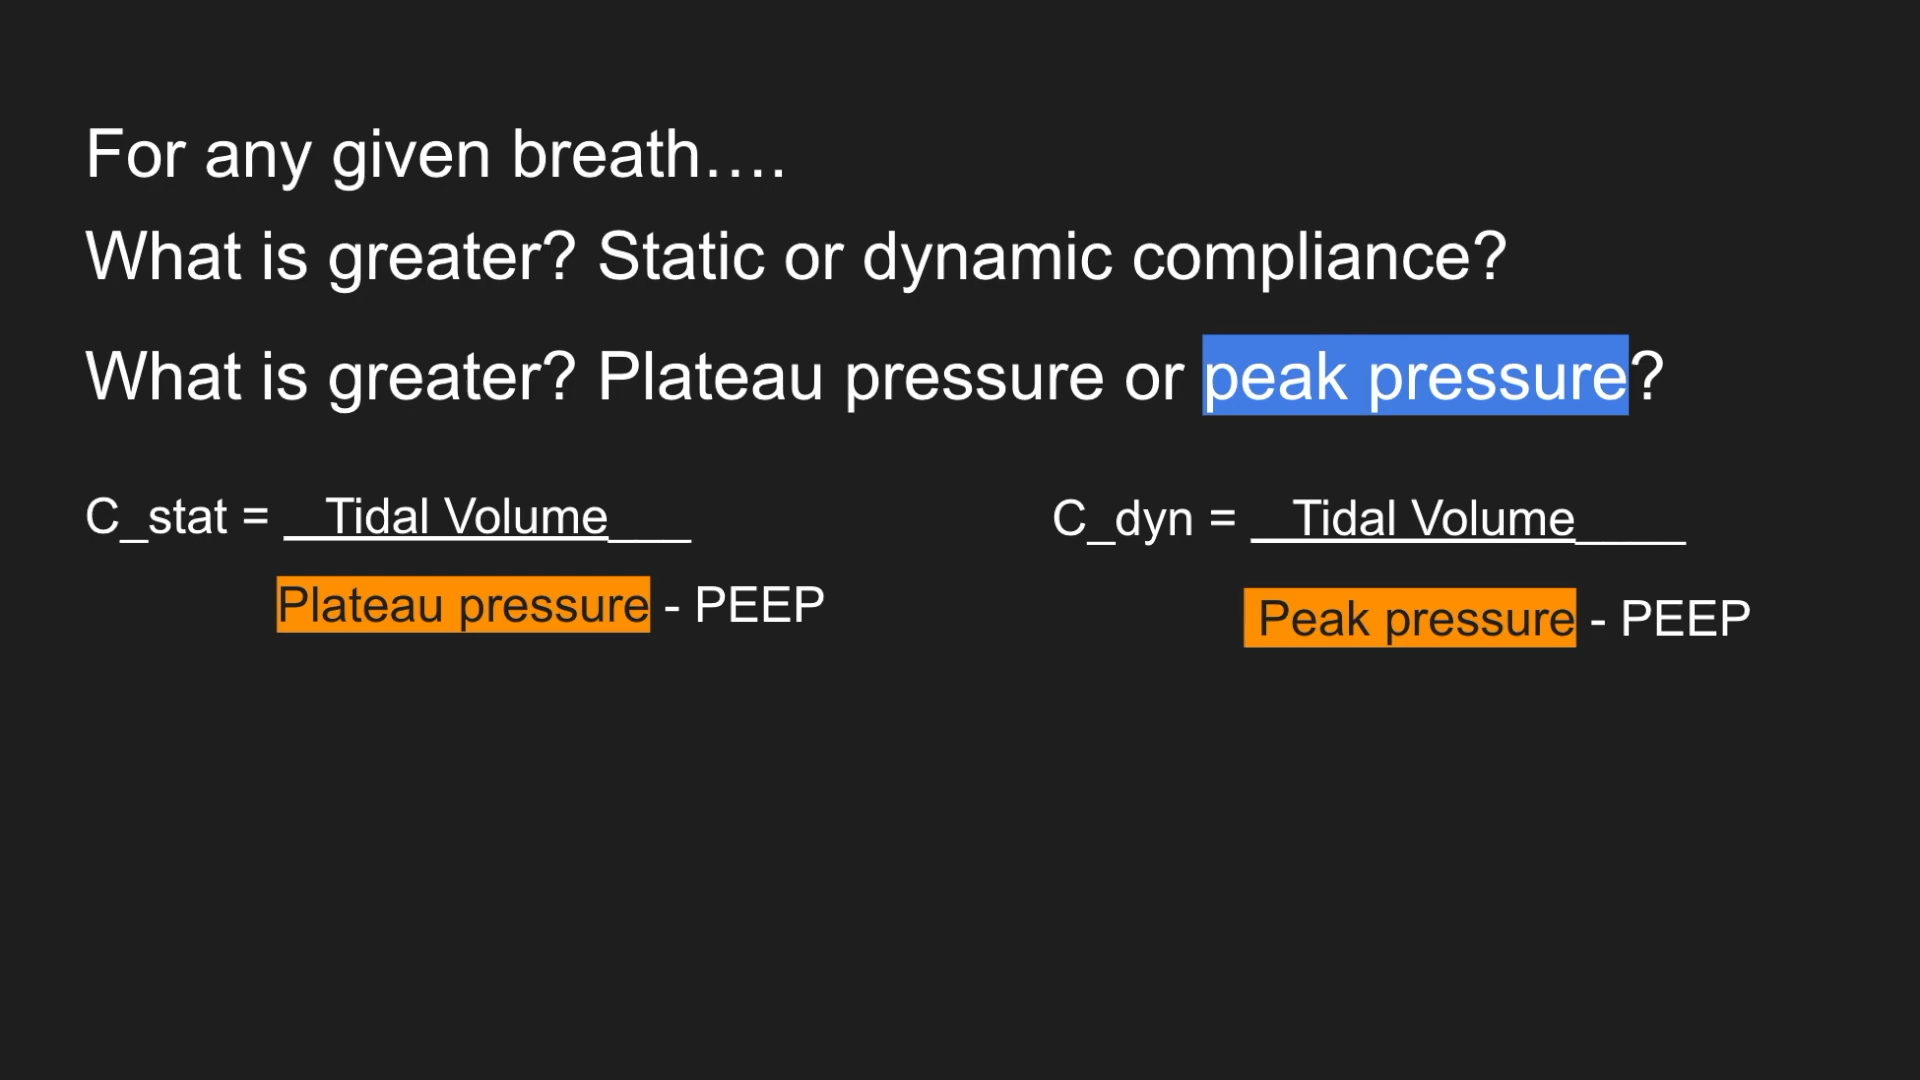 For any given breath....
What is greater? Static or dynamic compliance?
What is greater? Plateau pressure or peak pressure?
C_stat = __Tidal Volume___
Plateau pressure - PEEP
C_dyn = __Tidal Volume____
Peak pressure - PEEP